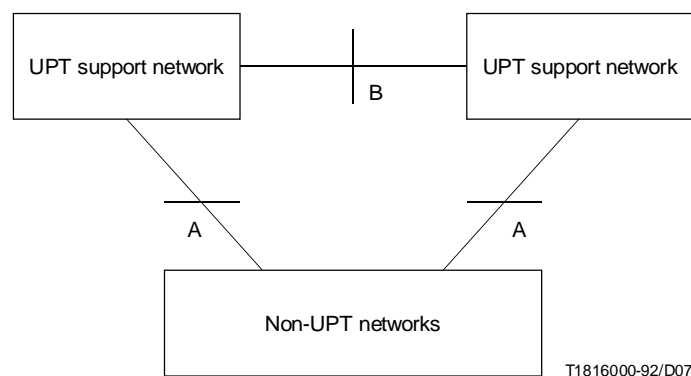 UPT support network
UPT support network
B
A
A
Non-UPT networks
T1816000-92/D07